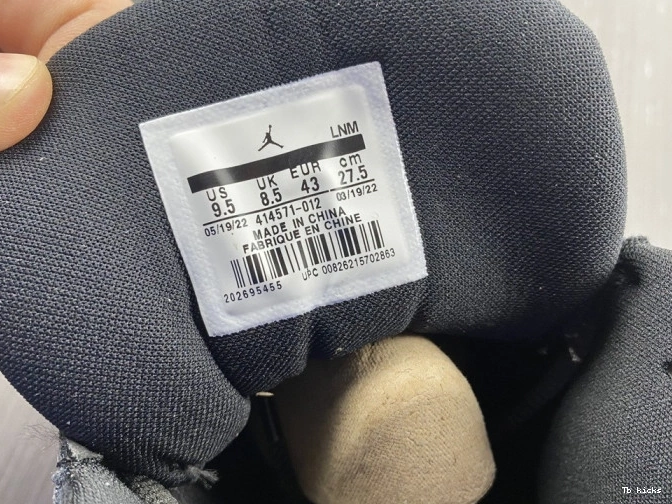 LNM
US UK EUR cm
9.5 8.5 43 27.5
05/19/22 414571-012 03/19/22
MADE IN CHINA
FABRIQUE EN CHINE
202695455 UPC 00826215702863
Tb kicks